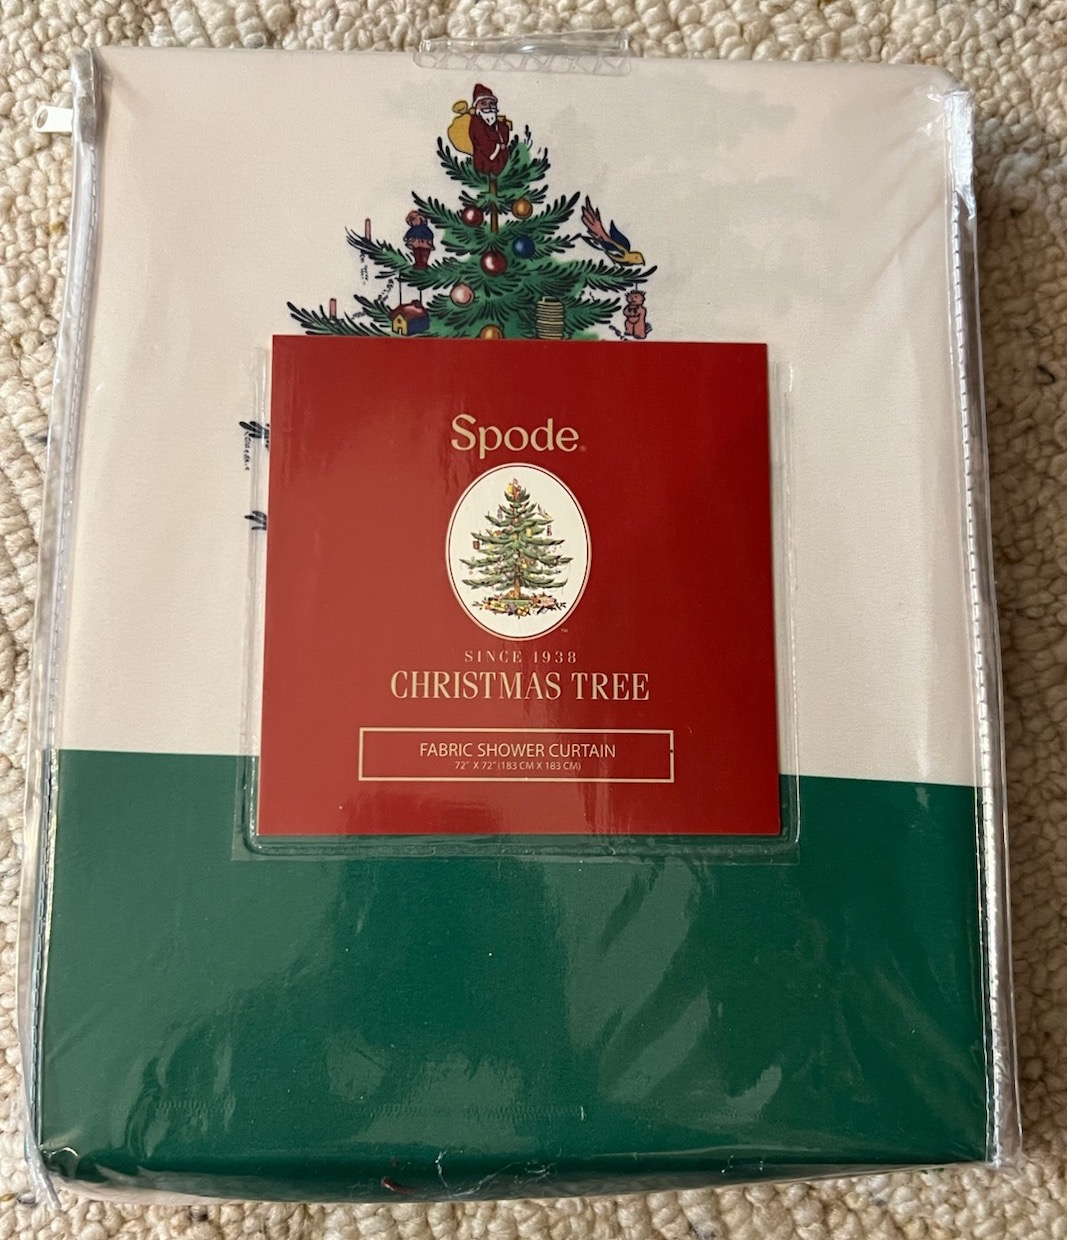 Spode
SINCE 1938
CHRISTMAS TREE
FABRIC SHOWER CURTAIN
72" X 72" (183 CM X 183 CM)